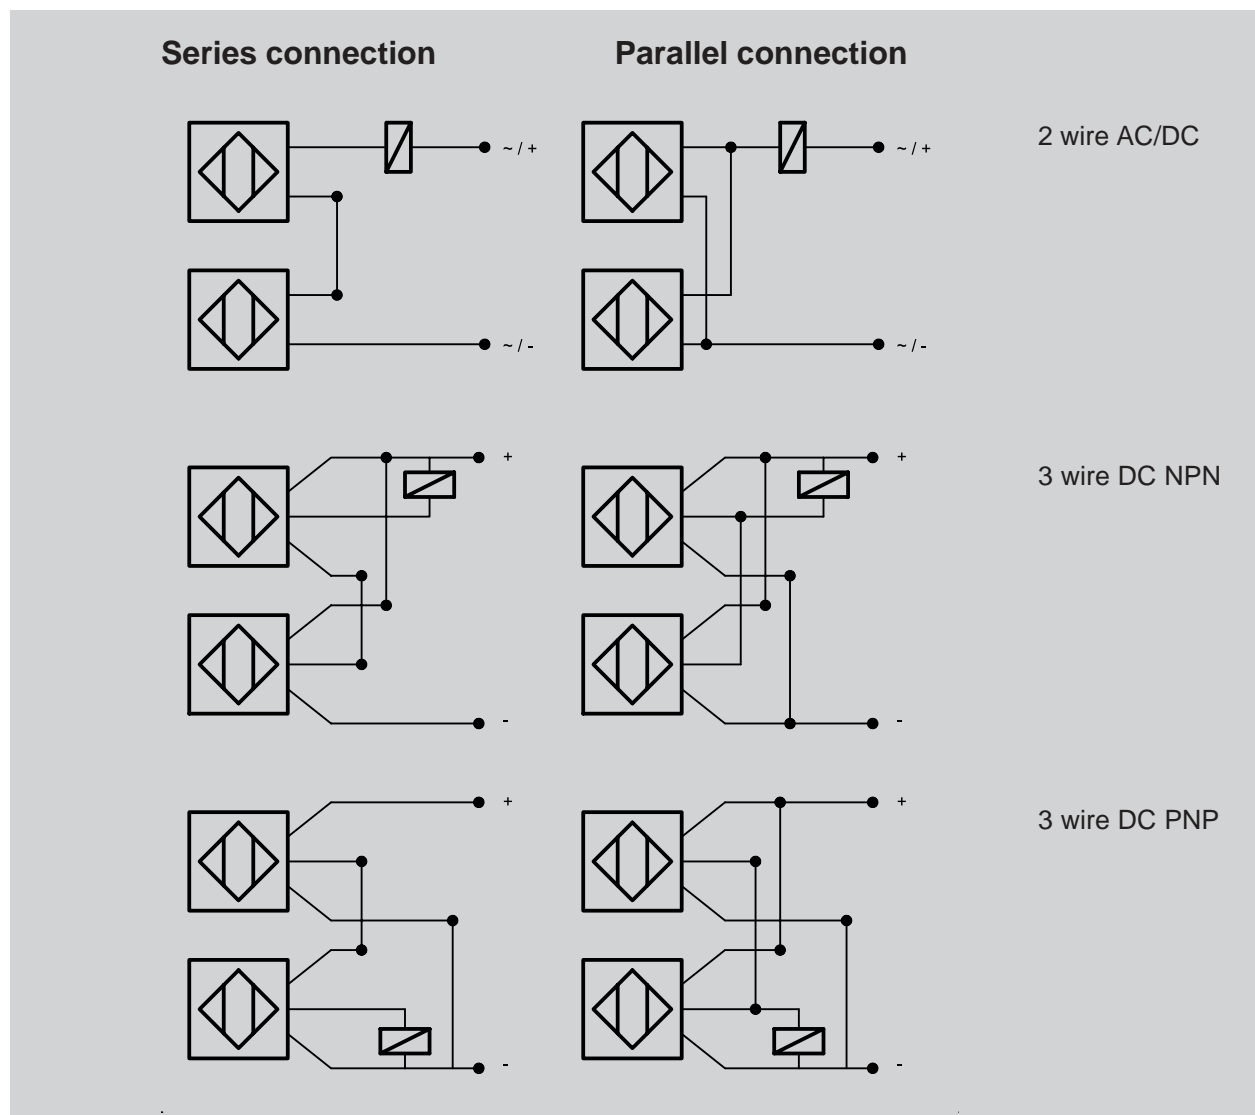 Series connection
Parallel connection
~ / +
~ / +
2 wire AC/DC
~ / -
~ / -
+
+
3 wire DC NPN
-
-
+
+
3 wire DC PNP
-
-